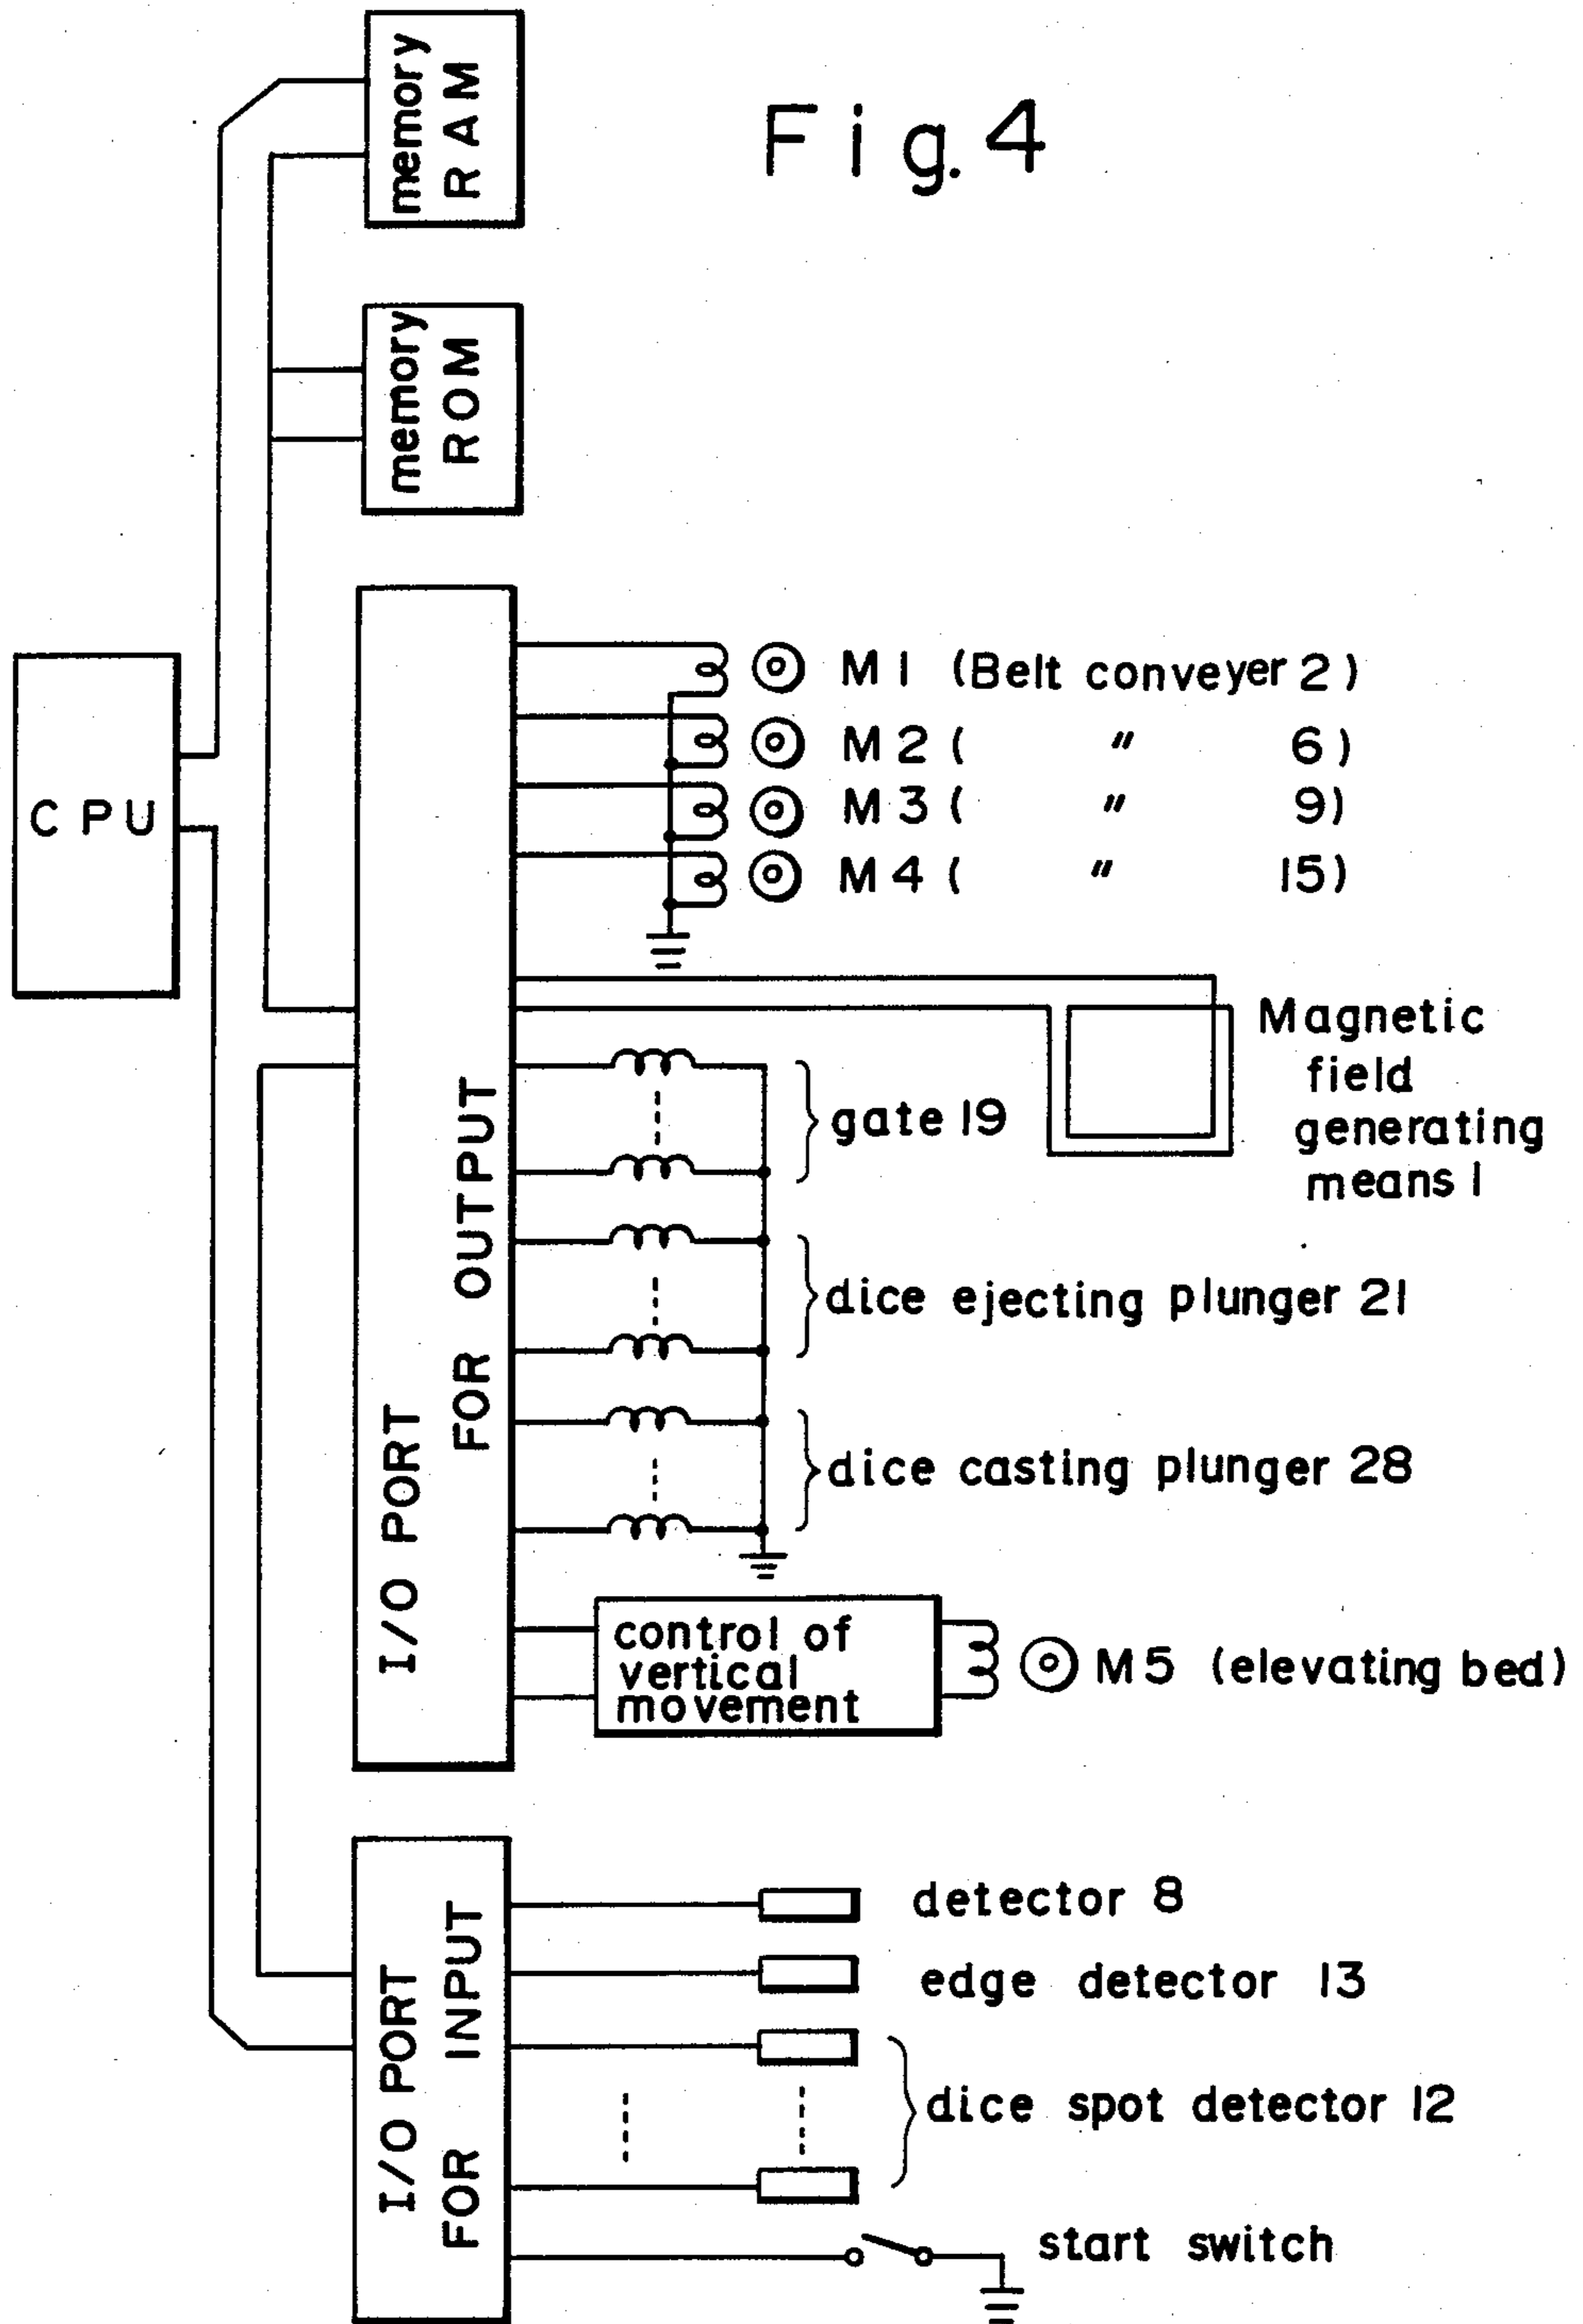 Fig. 4
memory
RAM
memory
ROM
CPU
I/O PORT
FOR OUTPUT
M1 (Belt conveyer 2)
M2 ( " 6)
M3 ( " 9)
M4 ( " 15)
Magnetic
field
generating
means 1
gate 19
dice ejecting plunger 21
dice casting plunger 28
control of
vertical
movement
M5 (elevating bed)
I/O PORT
FOR INPUT
detector 8
edge detector 13
dice spot detector 12
start switch